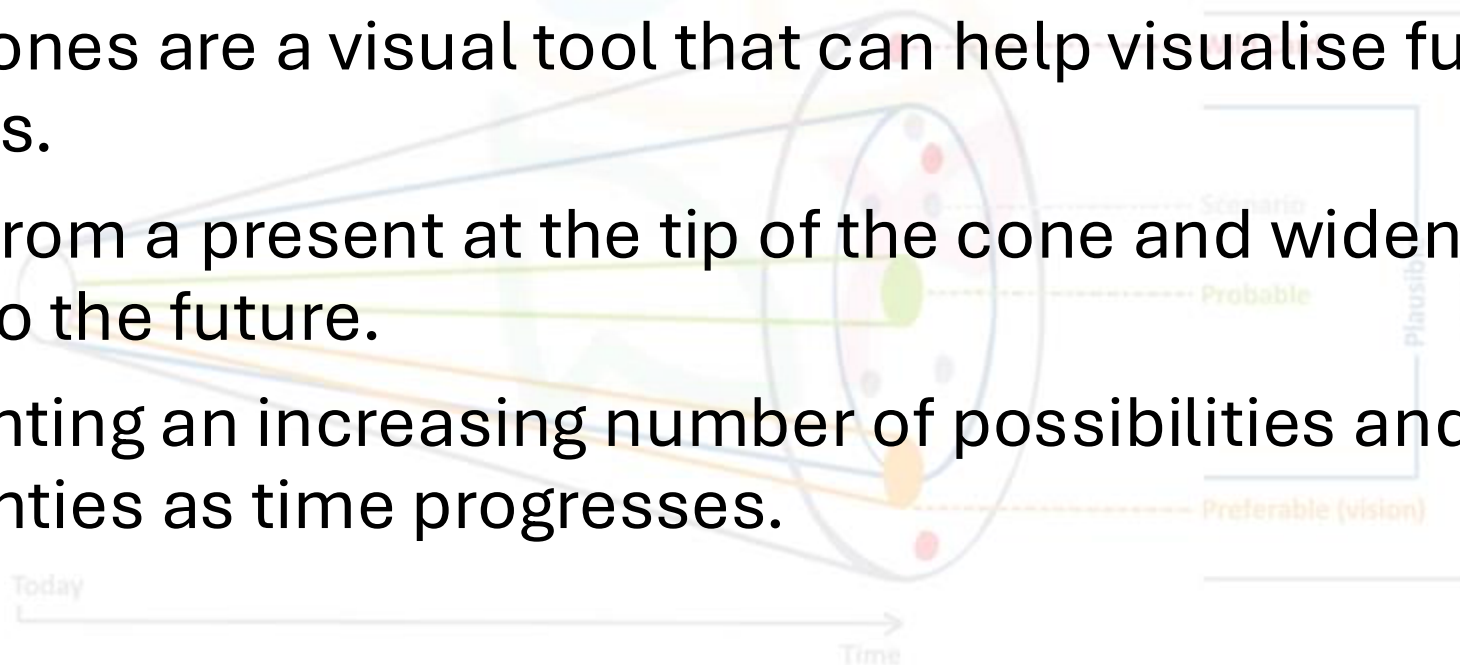 ones are a visual tool that can help visualise fu
s.
rom a present at the tip of the cone and widen
o the future.
nting an increasing number of possibilities and
nties as time progresses.
Scenario
Probable
Plausib
Preferable (vision)
Today
Time